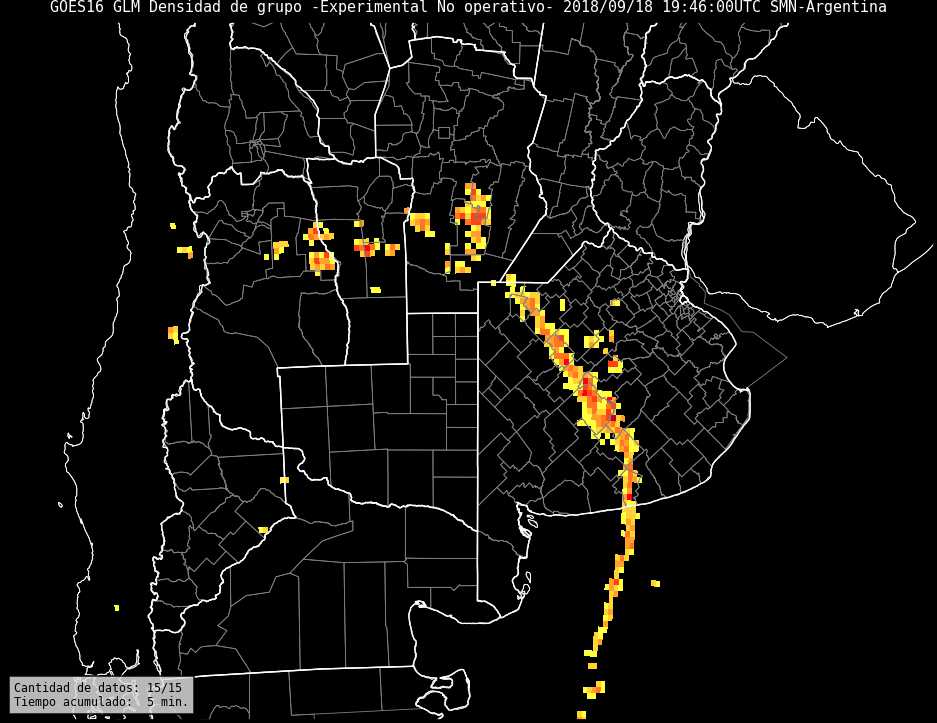 GOES16 GLM Densidad de grupo -Experimental No operativo- 2018/09/18 19:46:00UTC SMN-Argentina
Cantidad de datos: 15/15
Tiempo acumulado:  5 min.